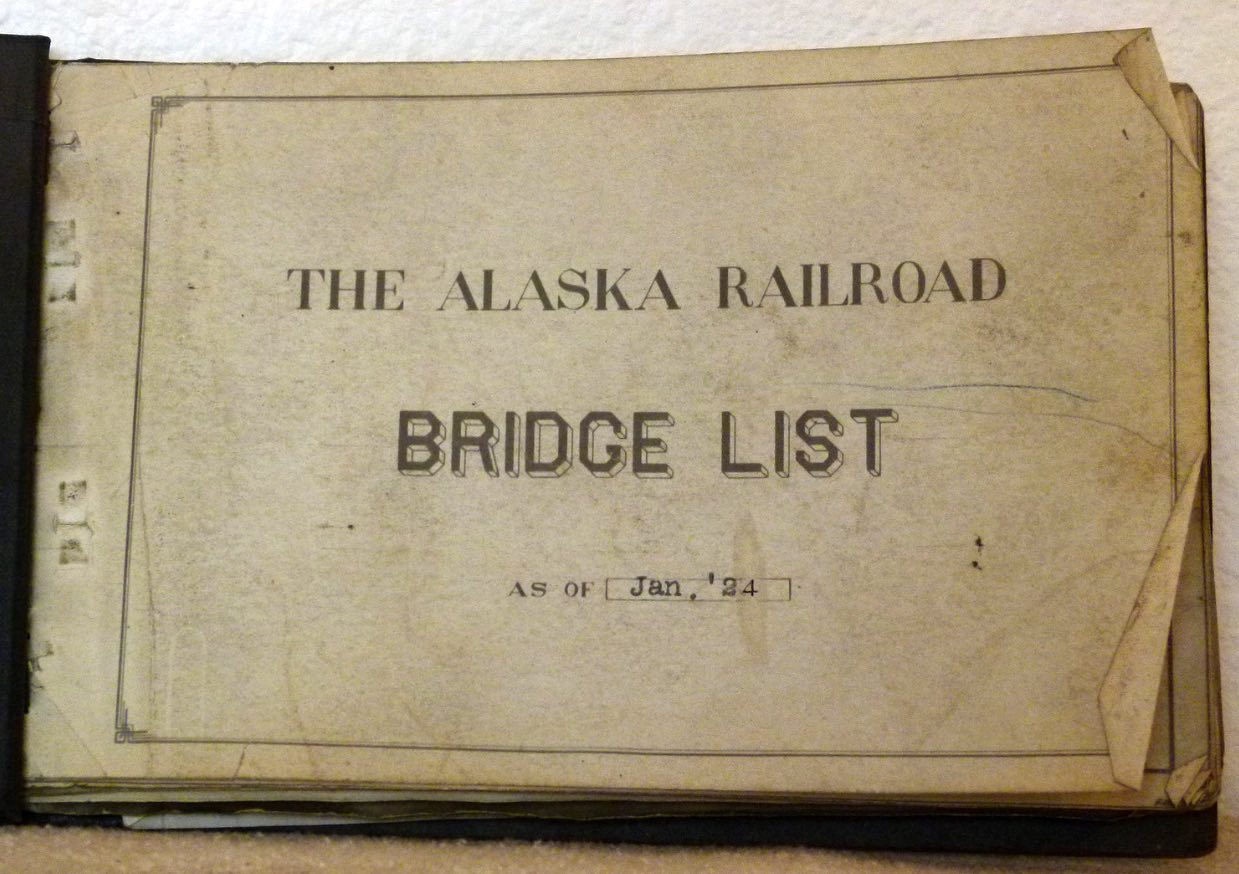 THE ALASKA RAILROAD
BRIDGE LIST
AS OF Jan. '24